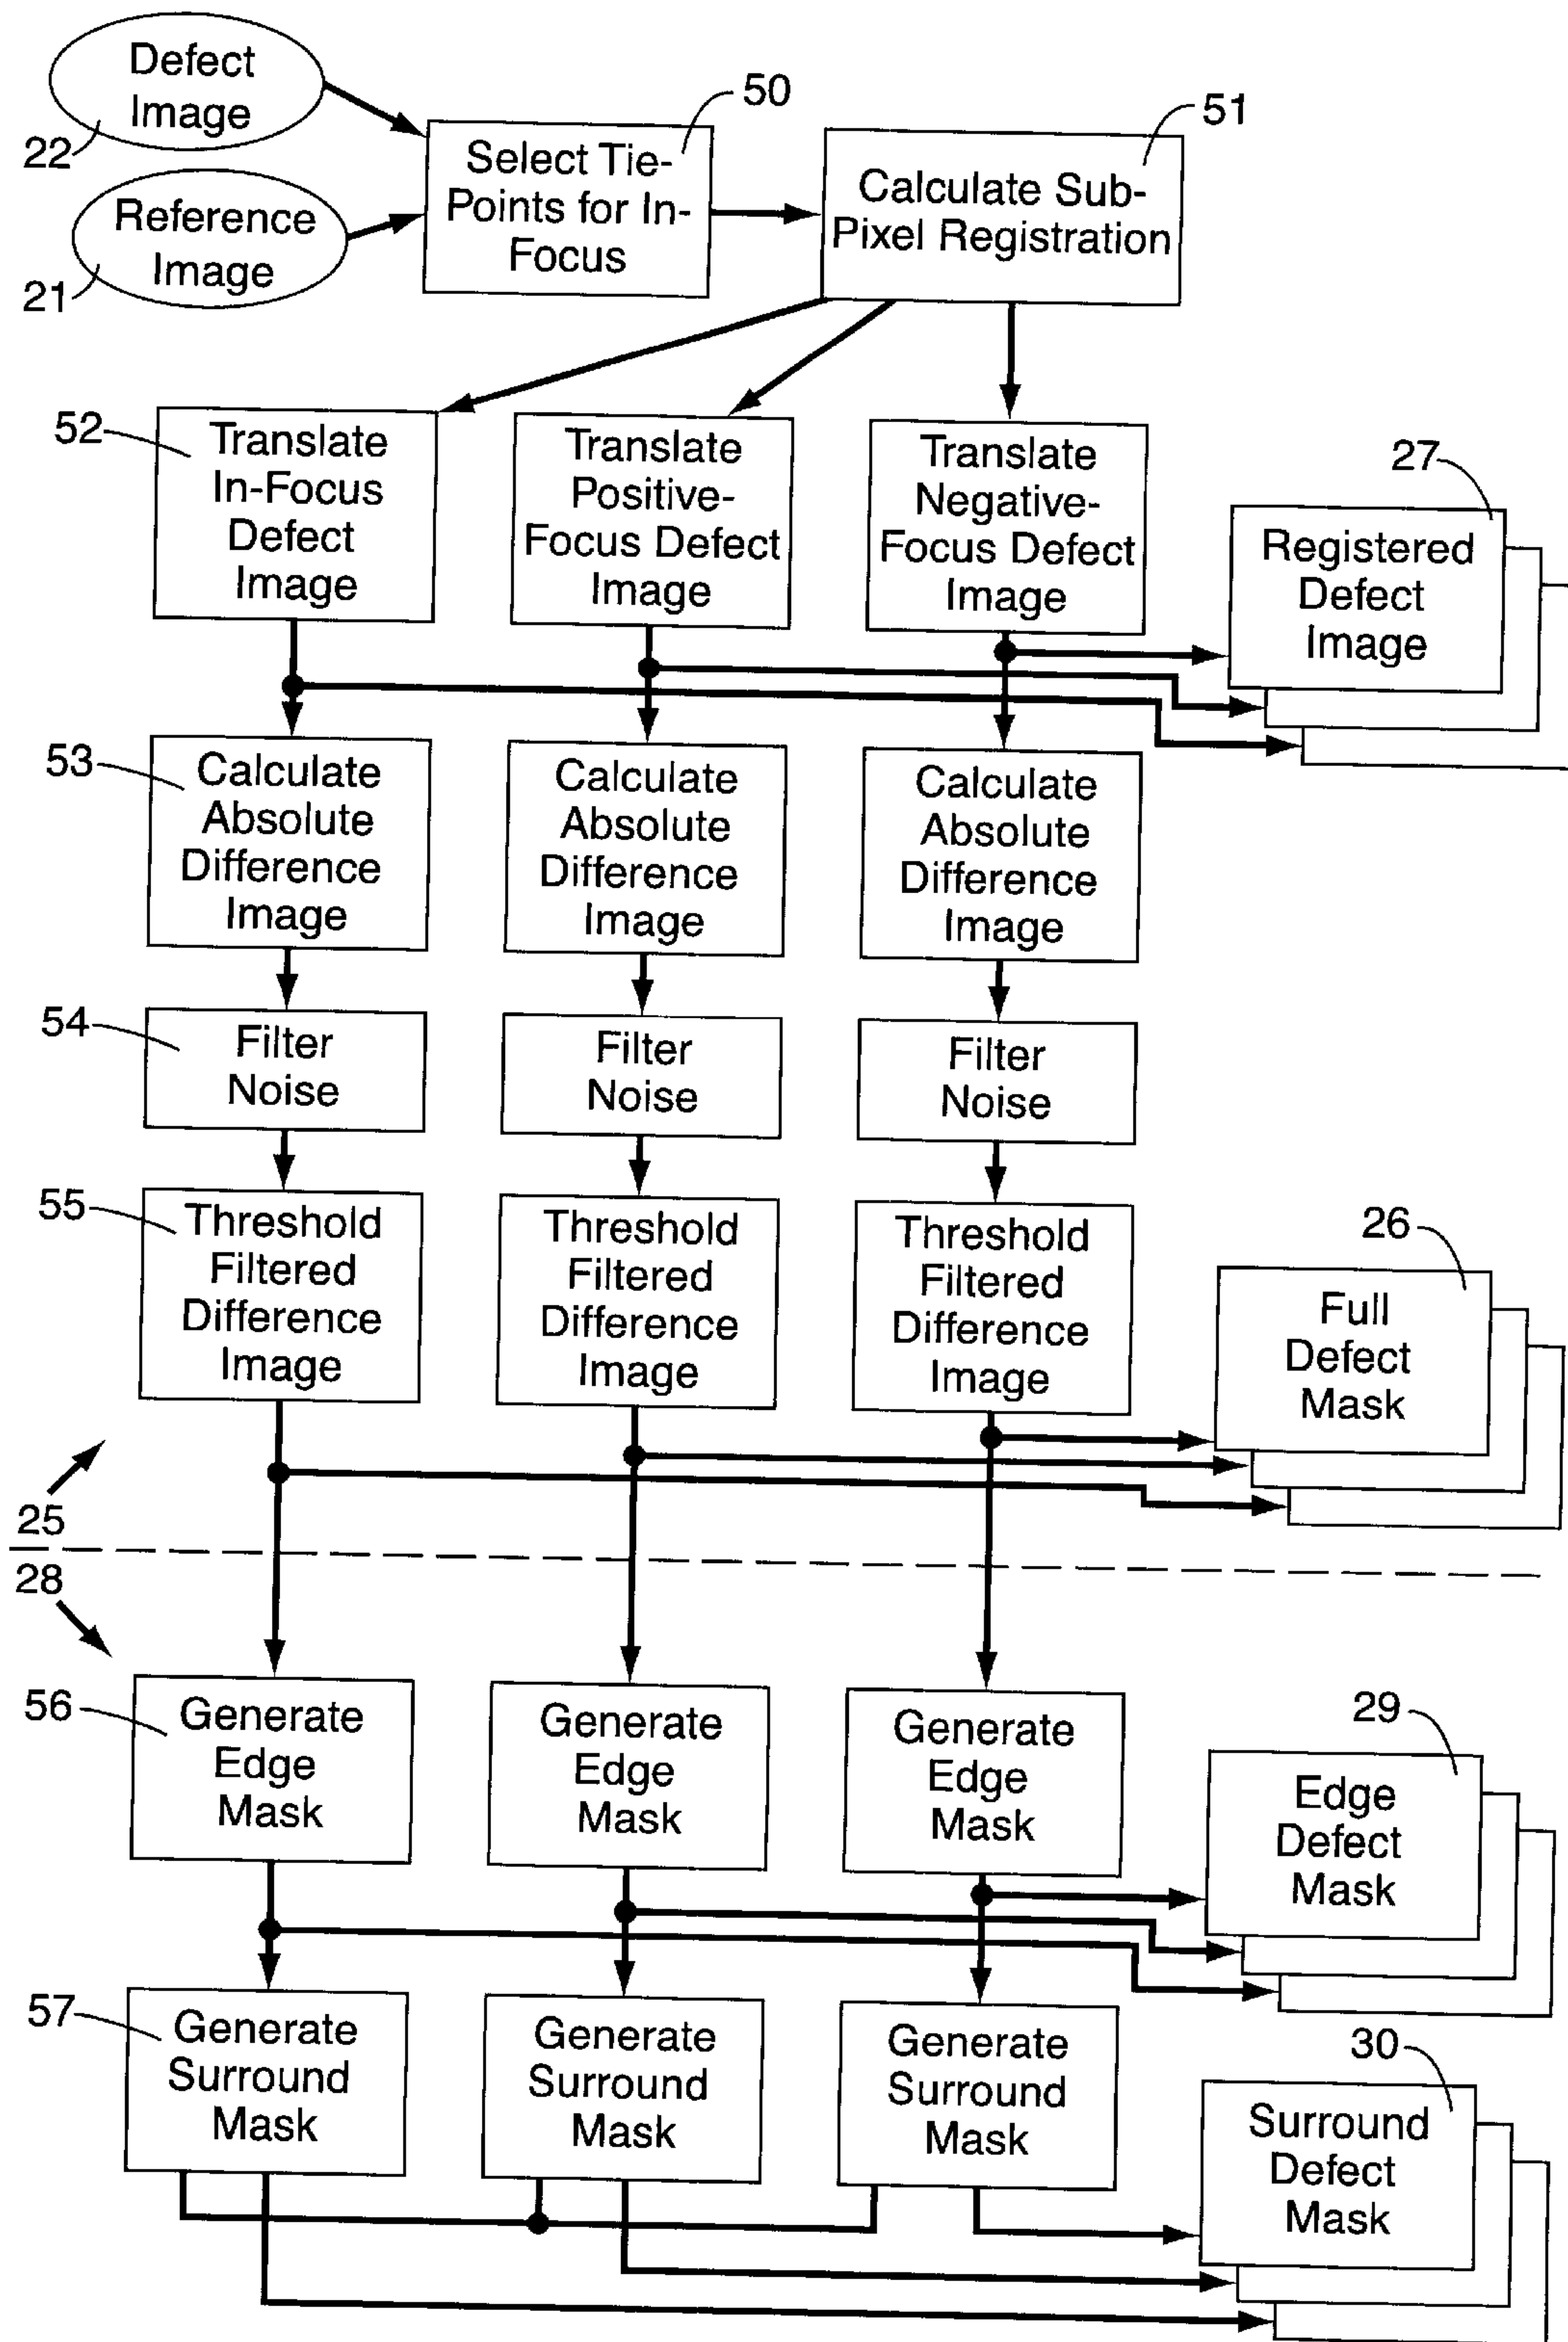 Defect
Image
22
Reference
Image
21
50
Select Tie-
Points for In-
Focus
51
Calculate Sub-
Pixel Registration
52
Translate
In-Focus
Defect
Image
Translate
Positive-
Focus Defect
Image
Translate
Negative-
Focus Defect
Image
27
Registered
Defect
Image
53
Calculate
Absolute
Difference
Image
Calculate
Absolute
Difference
Image
Calculate
Absolute
Difference
Image
54
Filter
Noise
Filter
Noise
Filter
Noise
55
Threshold
Filtered
Difference
Image
Threshold
Filtered
Difference
Image
Threshold
Filtered
Difference
Image
26
Full
Defect
Mask
25
28
56
Generate
Edge
Mask
Generate
Edge
Mask
Generate
Edge
Mask
29
Edge
Defect
Mask
57
Generate
Surround
Mask
Generate
Surround
Mask
Generate
Surround
Mask
30
Surround
Defect
Mask